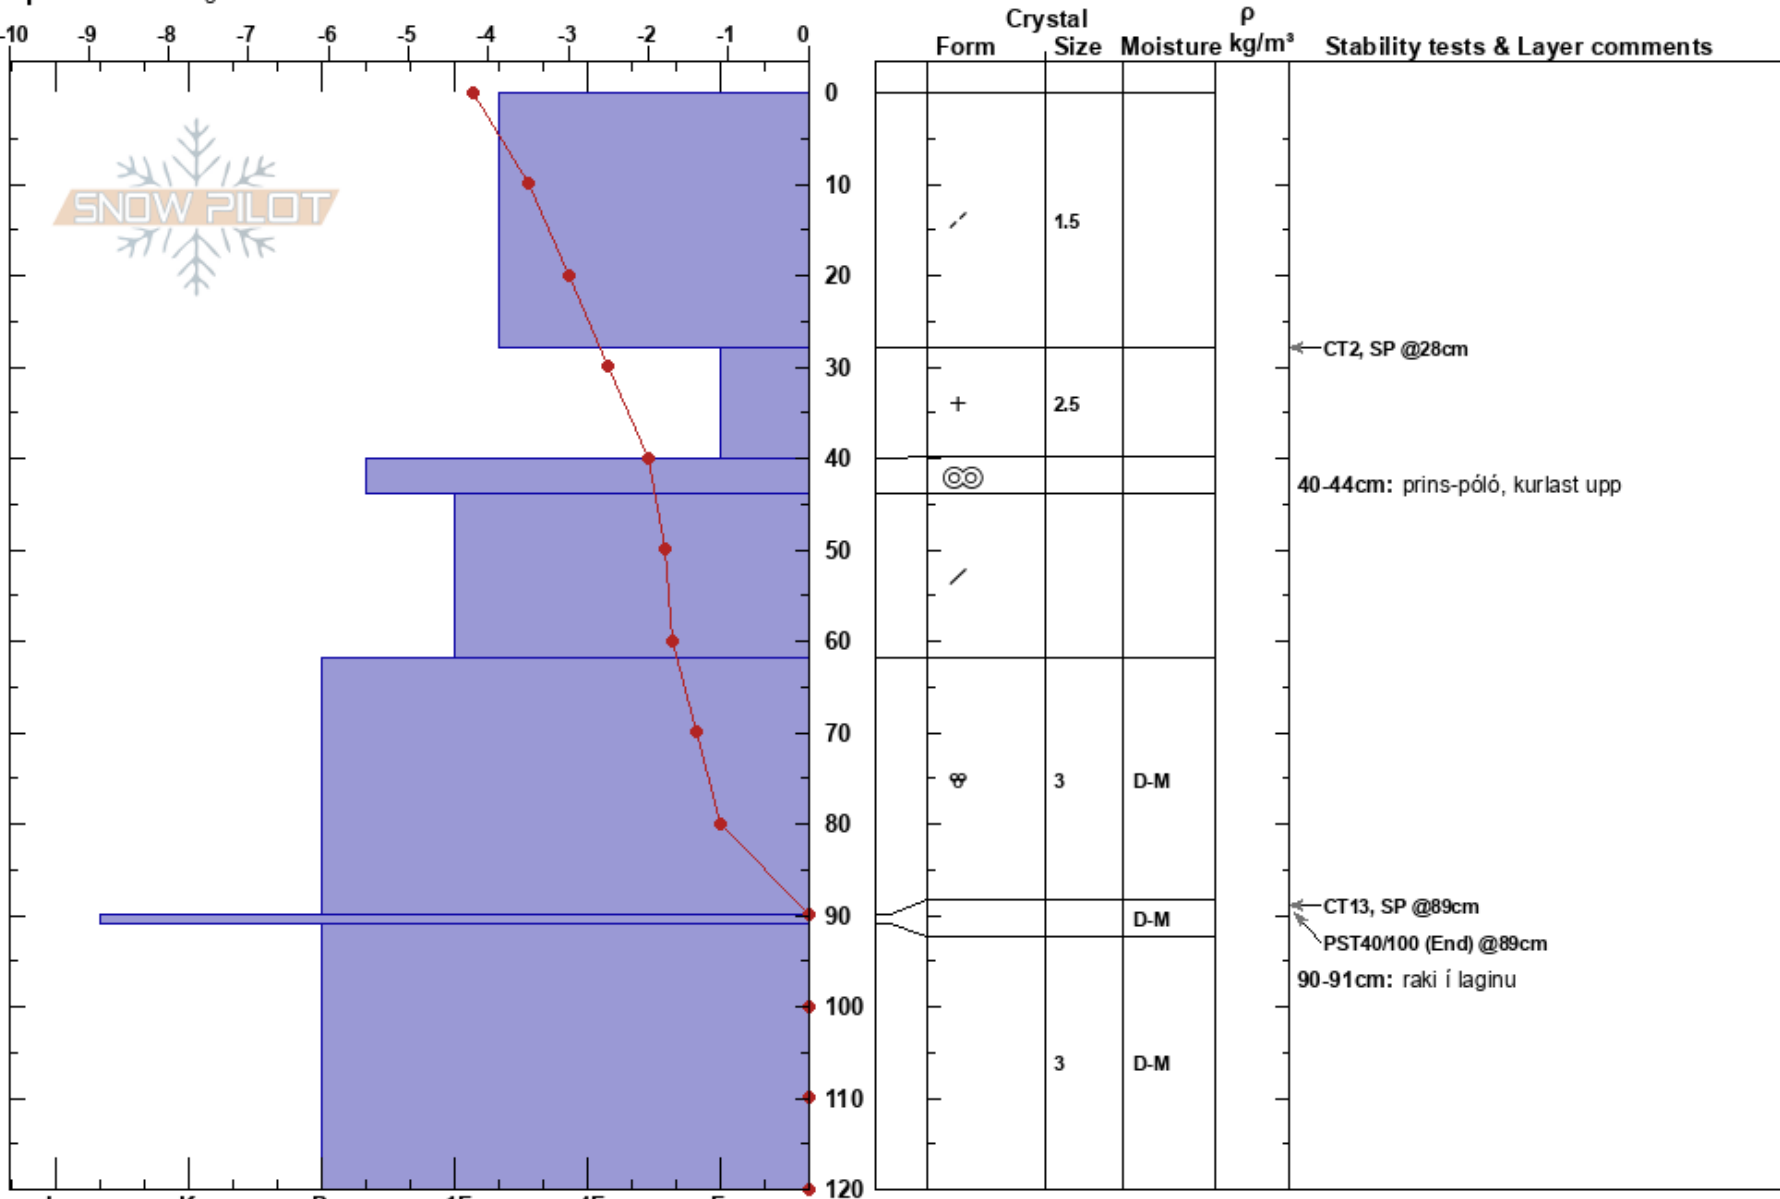 Crystal ρ
-10 -9 -8 -7 -6 -5 -4 -3 -2 -1 0 Form Size Moisture kg/m³ Stability tests & Layer comments
0
SNOW PILOT
10
1.5
20
CT2, SP @28cm
30
2.5
40
40-44cm: prins-póló, kurlast upp
50
60
70
3 D-M
80
CT13, SP @89cm
90 D-M
PST40/100 (End) @89cm
90-91cm: raki í laginu
100
3 D-M
110
120